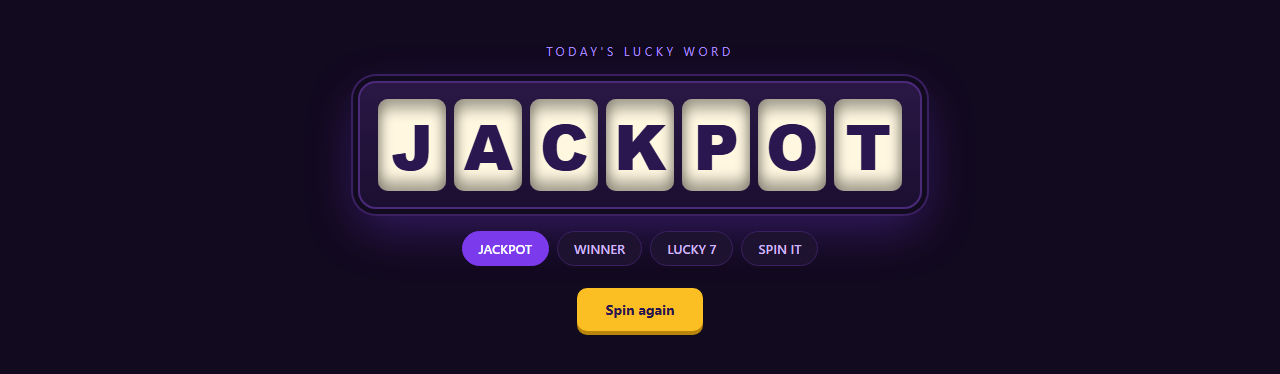 TODAY'S LUCKY WORD
JACKPOT
JACKPOT WINNER LUCKY 7 SPIN IT
Spin again